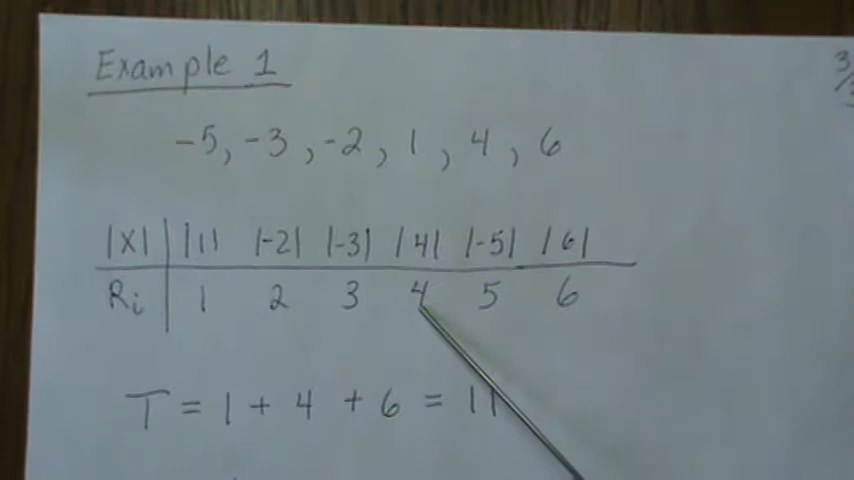 Example 1
-5, -3, -2, 1, 4, 6
|X| |1| |-2| |-3| |4| |-5| |6|
Ri 1 2 3 4 5 6
T = 1 + 4 + 6 = 11